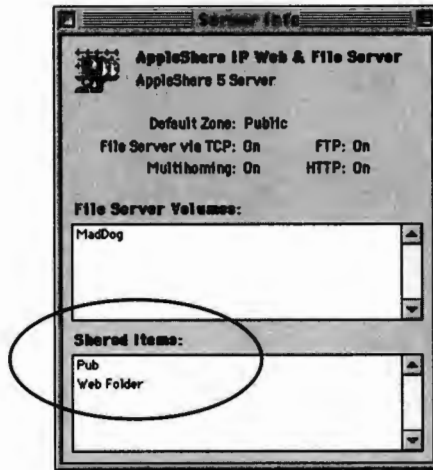 Server Info
AppleShare IP Web & File Server
AppleShare 5 Server
Default Zone: Public
File Server via TCP: On FTP: On
Multihoming: On HTTP: On
File Server Volumes:
MadDog
Shared Items:
Pub
Web Folder